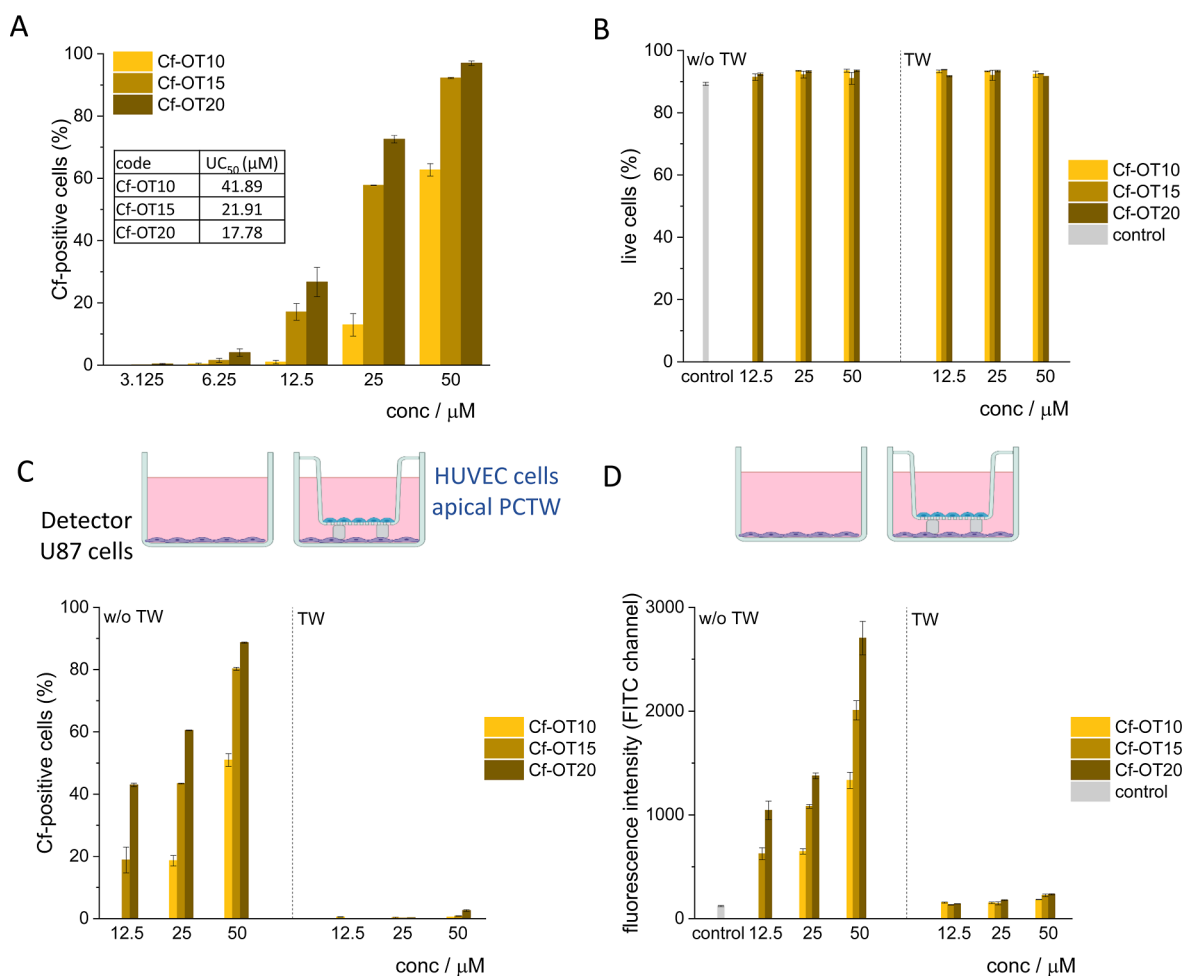 A
Cf-positive cells (%)
100
80
60
40
20
0
Cf-OT10
Cf-OT15
Cf-OT20
code UC50 (μM)
Cf-OT10 41.89
Cf-OT15 21.91
Cf-OT20 17.78
3.125 6.25 12.5 25 50
conc / μM
B
live cells (%)
100
80
60
40
20
0
w/o TW TW
Cf-OT10
Cf-OT15
Cf-OT20
control
control 12.5 25 50 12.5 25 50
conc / μM
C
Detector
U87 cells
HUVEC cells
apical PCTW
Cf-positive cells (%)
100
80
60
40
20
0
w/o TW TW
Cf-OT10
Cf-OT15
Cf-OT20
12.5 25 50 12.5 25 50
conc / μM
D
fluorescence intensity (FITC channel)
3000
2000
1000
0
w/o TW TW
Cf-OT10
Cf-OT15
Cf-OT20
control
control 12.5 25 50 12.5 25 50
conc / μM